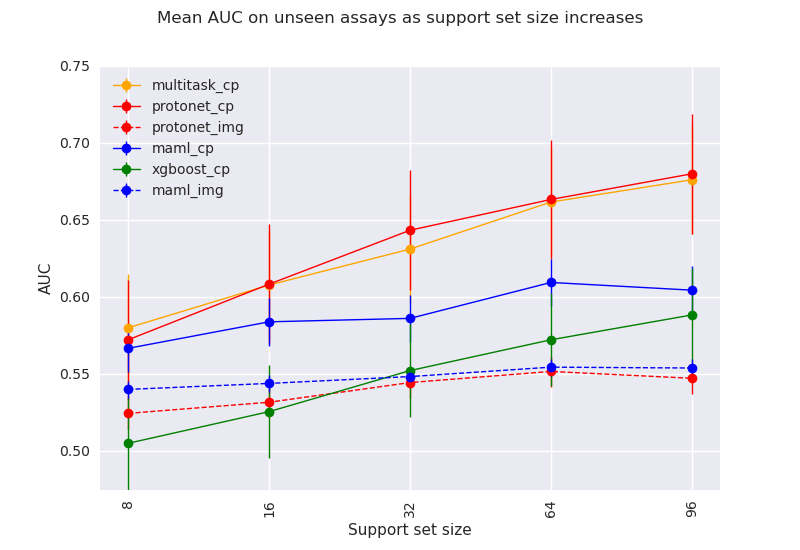 Mean AUC on unseen assays as support set size increases
0.75
0.70
0.65
0.60
0.55
0.50
AUC
multitask_cp
protonet_cp
protonet_img
maml_cp
xgboost_cp
maml_img
8
16
32
64
96
Support set size